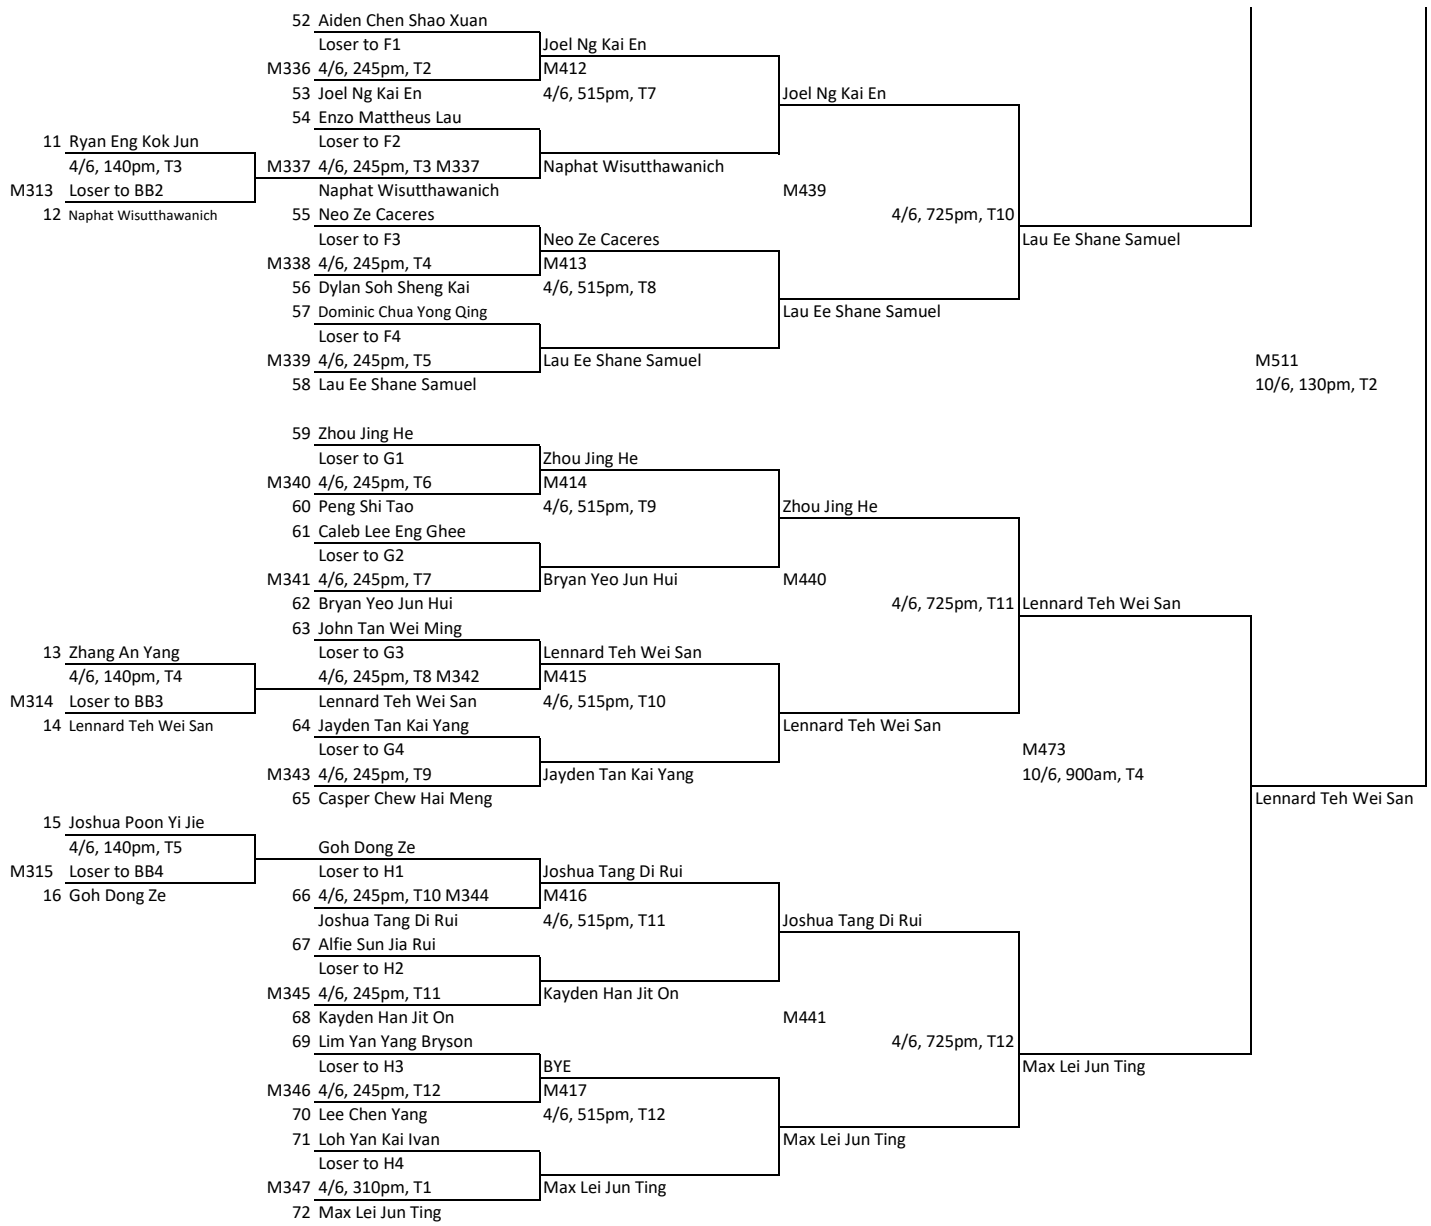 52 Aiden Chen Shao Xuan
Loser to F1 Joel Ng Kai En
M336 4/6, 245pm, T2 M412
53 Joel Ng Kai En 4/6, 515pm, T7 Joel Ng Kai En
54 Enzo Mattheus Lau
11 Ryan Eng Kok Jun Loser to F2
4/6, 140pm, T3 M337 4/6, 245pm, T3 M337 Naphat Wisutthawanich
M313 Loser to BB2 Naphat Wisutthawanich M439
12 Naphat Wisutthawanich 55 Neo Ze Caceres 4/6, 725pm, T10
Loser to F3 Neo Ze Caceres Lau Ee Shane Samuel
M338 4/6, 245pm, T4 M413
56 Dylan Soh Sheng Kai 4/6, 515pm, T8
57 Dominic Chua Yong Qing Lau Ee Shane Samuel
Loser to F4
M339 4/6, 245pm, T5 Lau Ee Shane Samuel M511
58 Lau Ee Shane Samuel 10/6, 130pm, T2
59 Zhou Jing He
Loser to G1 Zhou Jing He
M340 4/6, 245pm, T6 M414
60 Peng Shi Tao 4/6, 515pm, T9 Zhou Jing He
61 Caleb Lee Eng Ghee
Loser to G2
M341 4/6, 245pm, T7 Bryan Yeo Jun Hui M440
62 Bryan Yeo Jun Hui 4/6, 725pm, T11 Lennard Teh Wei San
63 John Tan Wei Ming
13 Zhang An Yang Loser to G3 Lennard Teh Wei San
4/6, 140pm, T4 4/6, 245pm, T8 M342 M415
M314 Loser to BB3 Lennard Teh Wei San 4/6, 515pm, T10
14 Lennard Teh Wei San 64 Jayden Tan Kai Yang Lennard Teh Wei San
Loser to G4 M473
M343 4/6, 245pm, T9 Jayden Tan Kai Yang 10/6, 900am, T4
65 Casper Chew Hai Meng Lennard Teh Wei San
15 Joshua Poon Yi Jie
4/6, 140pm, T5 Goh Dong Ze
M315 Loser to BB4 Loser to H1 Joshua Tang Di Rui
16 Goh Dong Ze 66 4/6, 245pm, T10 M344 M416
Joshua Tang Di Rui 4/6, 515pm, T11 Joshua Tang Di Rui
67 Alfie Sun Jia Rui
Loser to H2
M345 4/6, 245pm, T11 Kayden Han Jit On
68 Kayden Han Jit On M441
69 Lim Yan Yang Bryson 4/6, 725pm, T12
Loser to H3 BYE Max Lei Jun Ting
M346 4/6, 245pm, T12 M417
70 Lee Chen Yang 4/6, 515pm, T12
71 Loh Yan Kai Ivan Max Lei Jun Ting
Loser to H4
M347 4/6, 310pm, T1 Max Lei Jun Ting
72 Max Lei Jun Ting